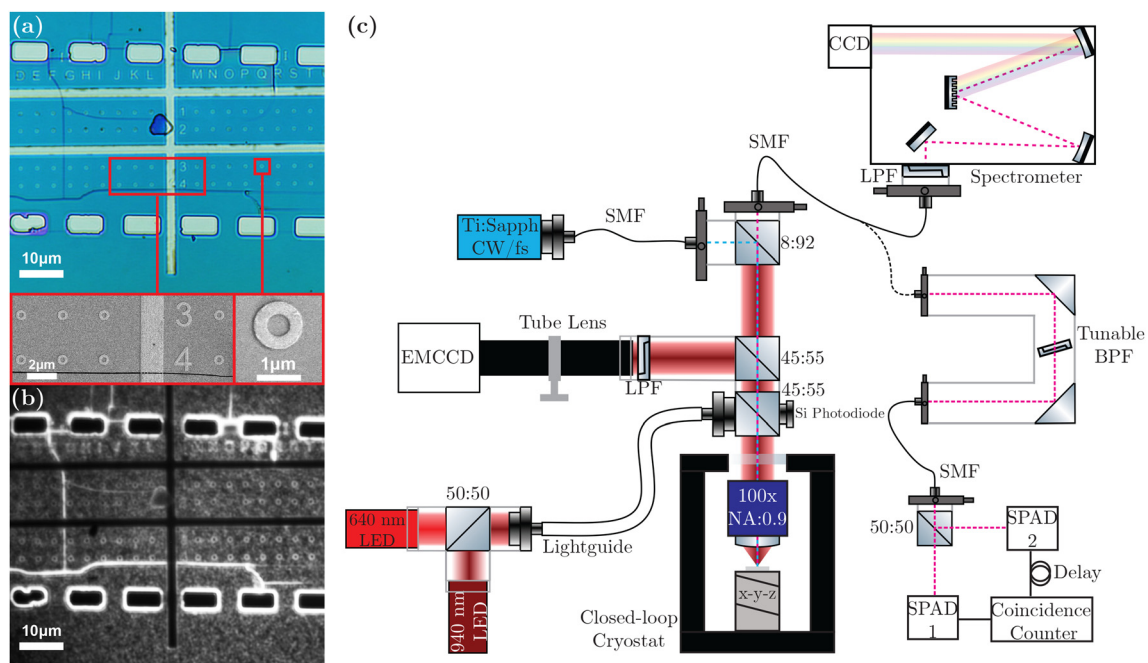 (a)
D E F G H I J K L M N O P Q R S T
1
2
3
4
10μm
3
4
2μm
1μm
(b)
10μm
(c)
CCD
LPF
Spectrometer
SMF
SMF
Ti:Sapph
CW/fs
8:92
Tube Lens
EMCCD
LPF
45:55
45:55
Si Photodiode
Tunable
BPF
100x
NA:0.9
x-y-z
Closed-loop
Cryostat
50:50
640 nm
LED
940 nm
LED
Lightguide
SMF
50:50
SPAD
2
Delay
SPAD
1
Coincidence
Counter